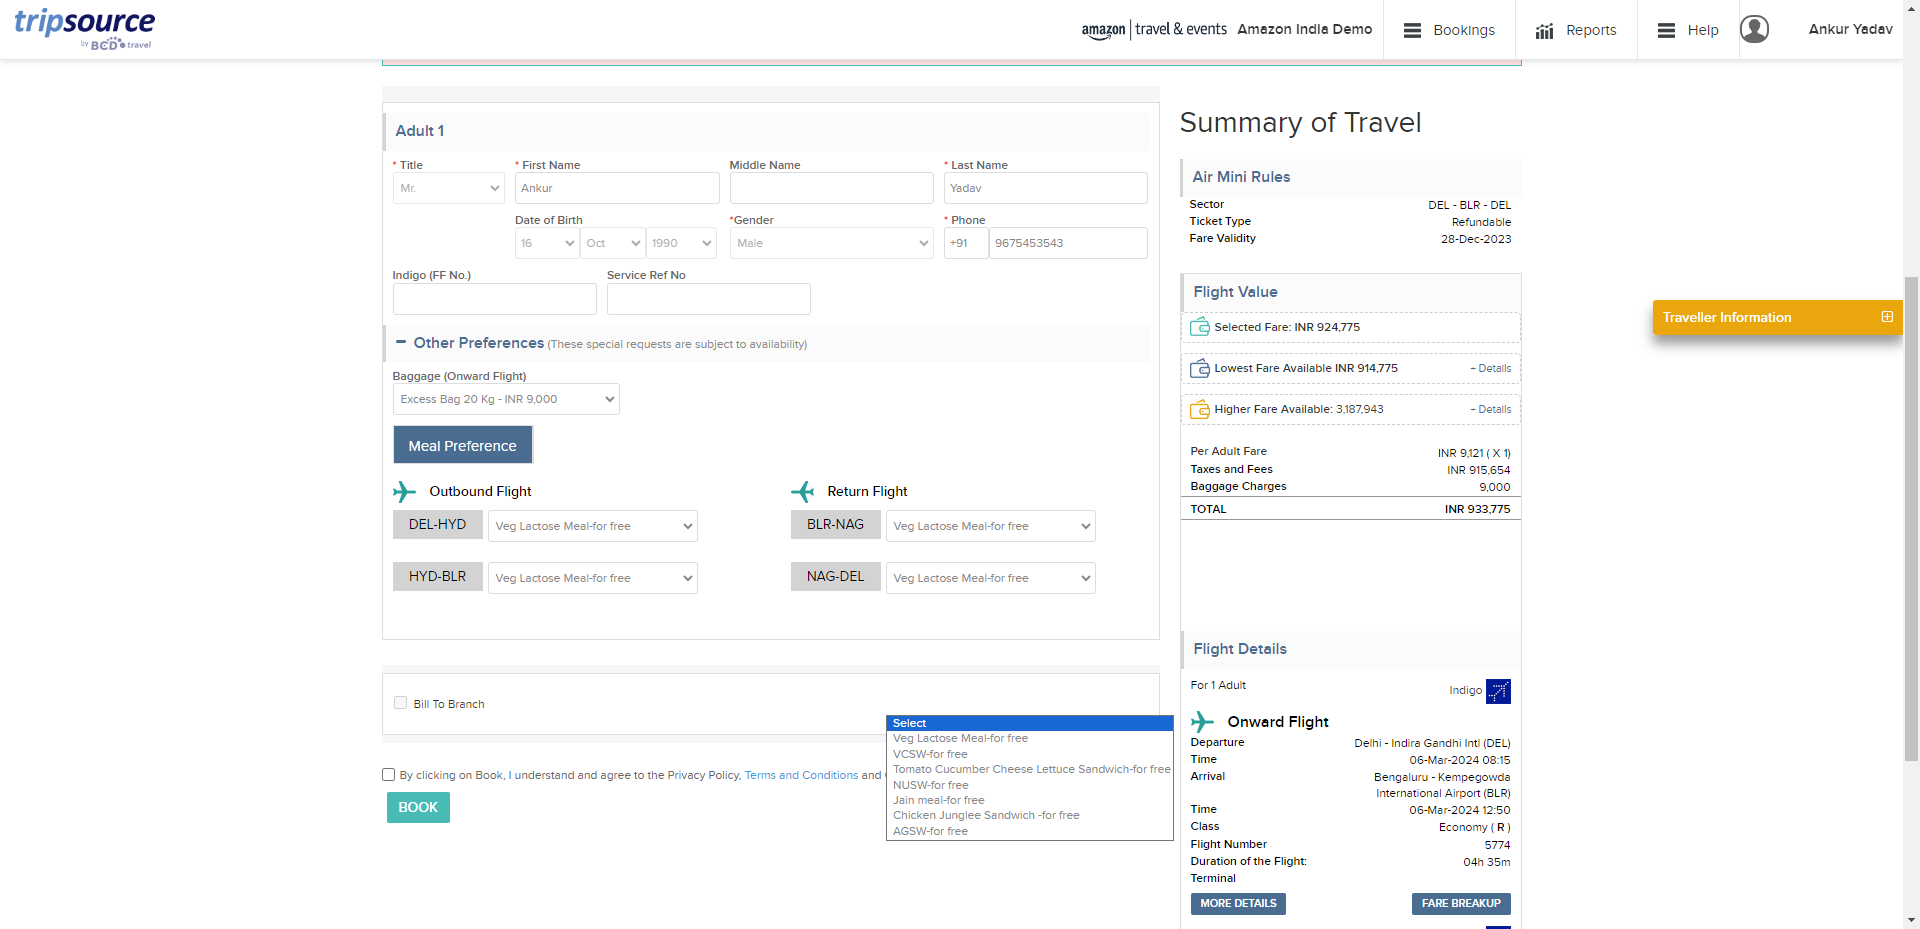 tripsource
by BCD travel
amazon travel & events
Amazon India Demo
Bookings
Reports
Help
Ankur Yadav
Adult 1
* Title
* First Name
Middle Name
* Last Name
Mr.
Ankur
Yadav
Date of Birth
*Gender
* Phone
16
Oct
1990
Male
+91
9675453543
Indigo (FF No.)
Service Ref No
Other Preferences (These special requests are subject to availability)
Baggage (Onward Flight)
Excess Bag 20 Kg - INR 9,000
Meal Preference
Outbound Flight
Return Flight
DEL-HYD
Veg Lactose Meal-for free
BLR-NAG
Veg Lactose Meal-for free
HYD-BLR
Veg Lactose Meal-for free
NAG-DEL
Veg Lactose Meal-for free
Bill To Branch
Select
Veg Lactose Meal-for free
VCSW-for free
Tomato Cucumber Cheese Lettuce Sandwich-for free
NUSW-for free
Jain meal-for free
Chicken Junglee Sandwich -for free
AGSW-for free
By clicking on Book, I understand and agree to the Privacy Policy, Terms and Conditions and
BOOK
Summary of Travel
Air Mini Rules
Sector DEL - BLR - DEL
Ticket Type Refundable
Fare Validity 28-Dec-2023
Flight Value
Selected Fare: INR 924,775
Lowest Fare Available INR 914,775 + Details
Higher Fare Available: 3,187,943 + Details
Per Adult Fare INR 9,121 ( X 1)
Taxes and Fees INR 915,654
Baggage Charges 9,000
TOTAL INR 933,775
Flight Details
For 1 Adult Indigo
Onward Flight
Departure Delhi - Indira Gandhi Intl (DEL)
Time 06-Mar-2024 08:15
Arrival Bengaluru - Kempegowda
International Airport (BLR)
Time 06-Mar-2024 12:50
Class Economy ( R )
Flight Number 5774
Duration of the Flight: 04h 35m
Terminal
MORE DETAILS
FARE BREAKUP
Traveller Information